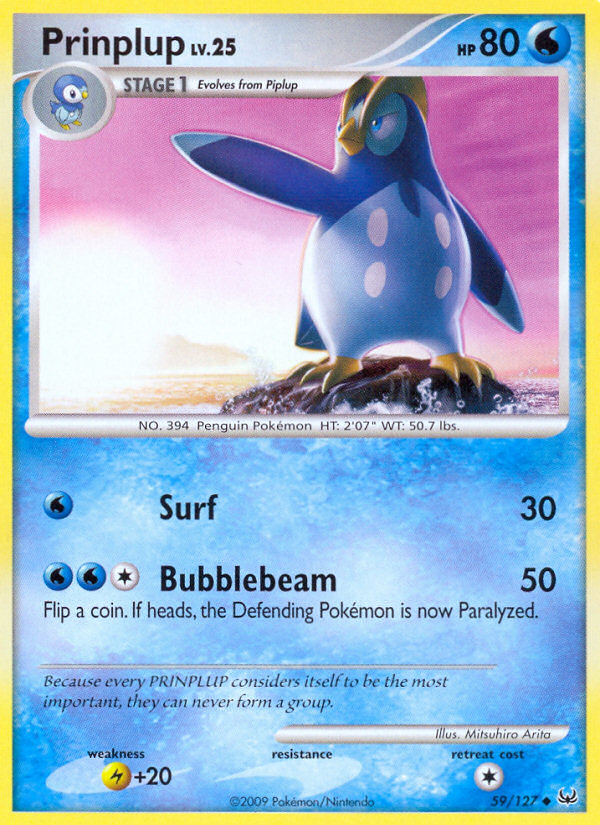 Prinplup LV.25 HP 80
STAGE 1 Evolves from Piplup
NO. 394 Penguin Pokémon HT: 2'07" WT: 50.7 lbs.
Surf 30
Bubblebeam 50
Flip a coin. If heads, the Defending Pokémon is now Paralyzed.
Because every PRINPLUP considers itself to be the most
important, they can never form a group.
Illus. Mitsuhiro Arita
weakness resistance retreat cost
+20
©2009 Pokémon/Nintendo 59/127